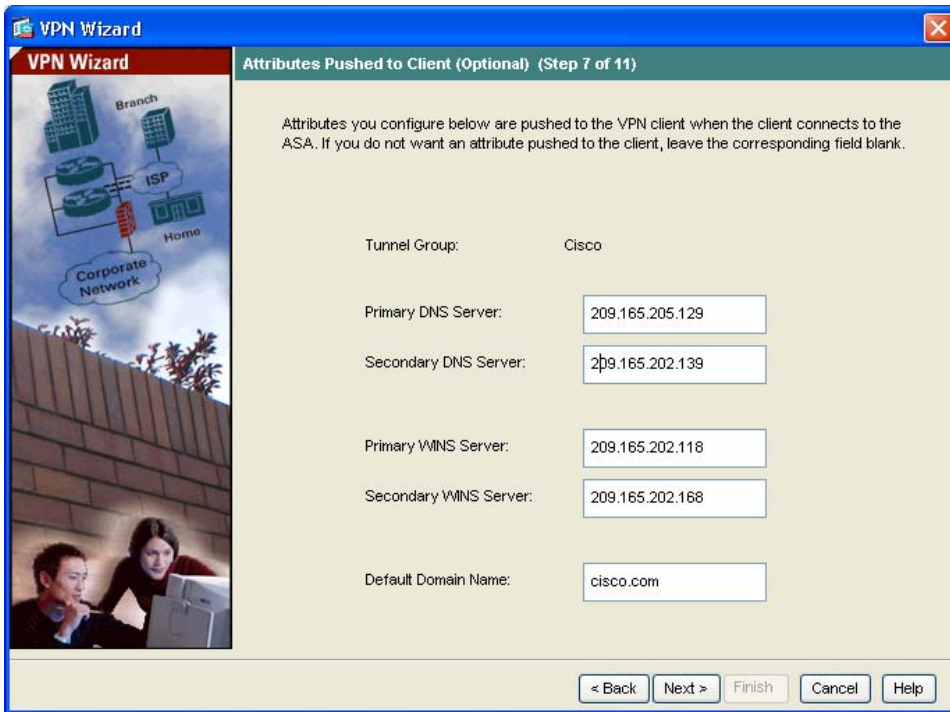 VPN Wizard
VPN Wizard
Branch
ISP
Home
Corporate
Network
Attributes Pushed to Client (Optional) (Step 7 of 11)
Attributes you configure below are pushed to the VPN client when the client connects to the
ASA. If you do not want an attribute pushed to the client, leave the corresponding field blank.
Tunnel Group: Cisco
Primary DNS Server: 209.165.205.129
Secondary DNS Server: 209.165.202.139
Primary WINS Server: 209.165.202.118
Secondary WINS Server: 209.165.202.168
Default Domain Name: cisco.com
< Back Next > Finish Cancel Help